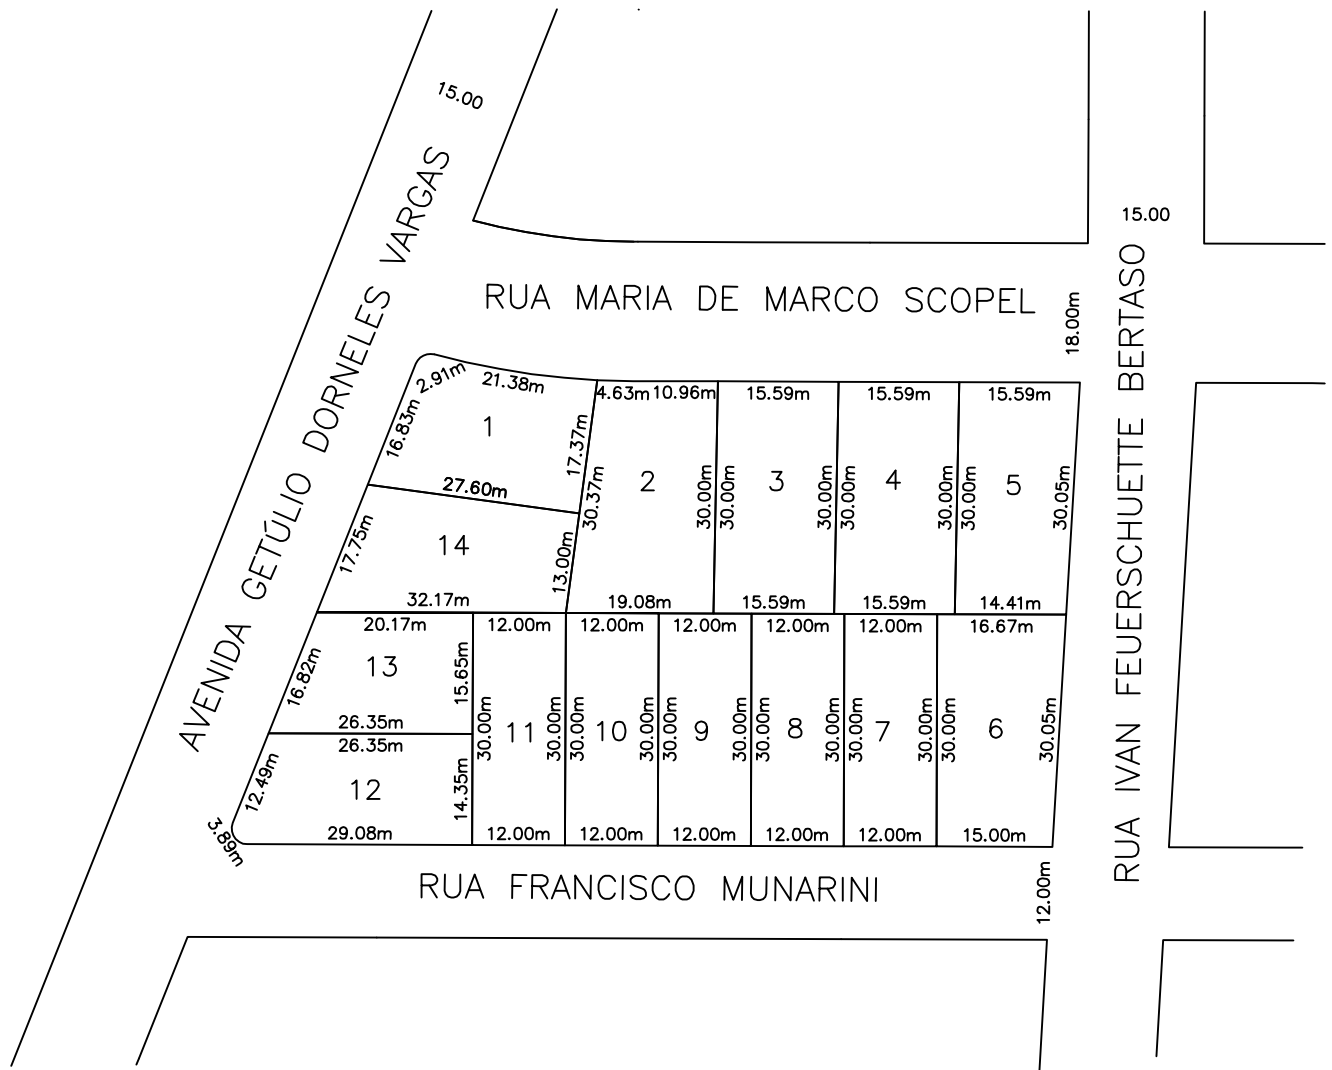 15.00
AVENIDA GETÚLIO DORNELES VARGAS
15.00
RUA MARIA DE MARCO SCOPEL
18.00m
RUA IVAN FEUERSCHUETTE BERTASO
2.91m
21.38m
4.63m
10.96m
15.59m
15.59m
15.59m
16.83m
1
17.37m
27.60m
30.37m
2
30.00m
30.00m
3
30.00m
30.00m
4
30.00m
30.00m
5
30.05m
17.75m
14
13.00m
32.17m
19.08m
15.59m
15.59m
14.41m
20.17m
12.00m
12.00m
12.00m
12.00m
12.00m
16.67m
16.82m
13
15.65m
26.35m
26.35m
30.00m
11
30.00m
30.00m
10
30.00m
30.00m
9
30.00m
30.00m
8
30.00m
30.00m
7
30.00m
30.00m
6
30.05m
12.49m
12
14.35m
3.89m
29.08m
12.00m
12.00m
12.00m
12.00m
12.00m
15.00m
RUA FRANCISCO MUNARINI
12.00m